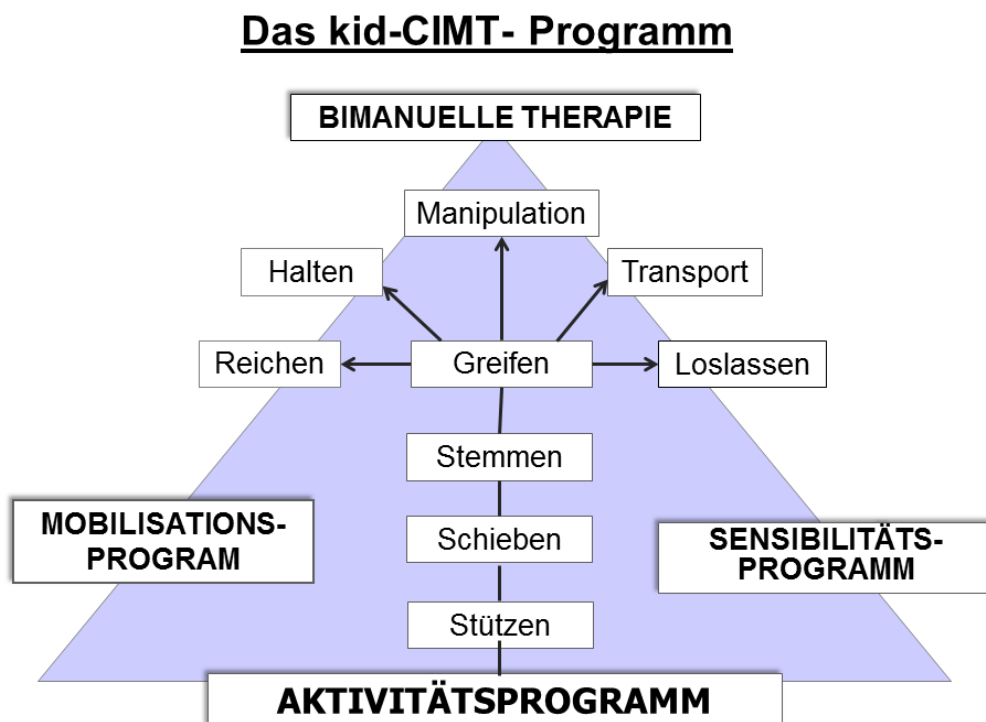 Das kid-CIMT- Programm
BIMANUELLE THERAPIE
Manipulation
Halten
Transport
Reichen
Greifen
Loslassen
Stemmen
MOBILISATIONS-
PROGRAM
Schieben
SENSIBILITÄTS-
PROGRAMM
Stützen
AKTIVITÄTSPROGRAMM